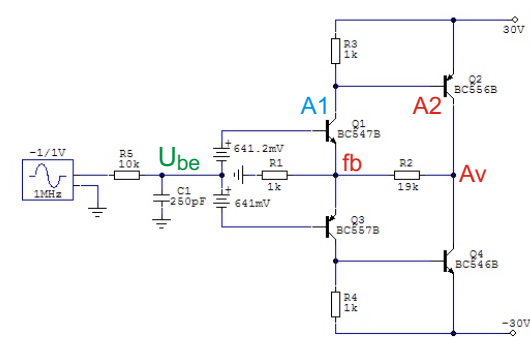 30V
R3
1k
Q2
BC556B
A1
A2
Q1
BC547B
-1/1V
R5
10k
Ube
641.2mV
R1
1k
fb
R2
19k
Av
1MHz
C1
250pF
641mV
Q3
BC557B
Q4
BC546B
R4
1k
-30V